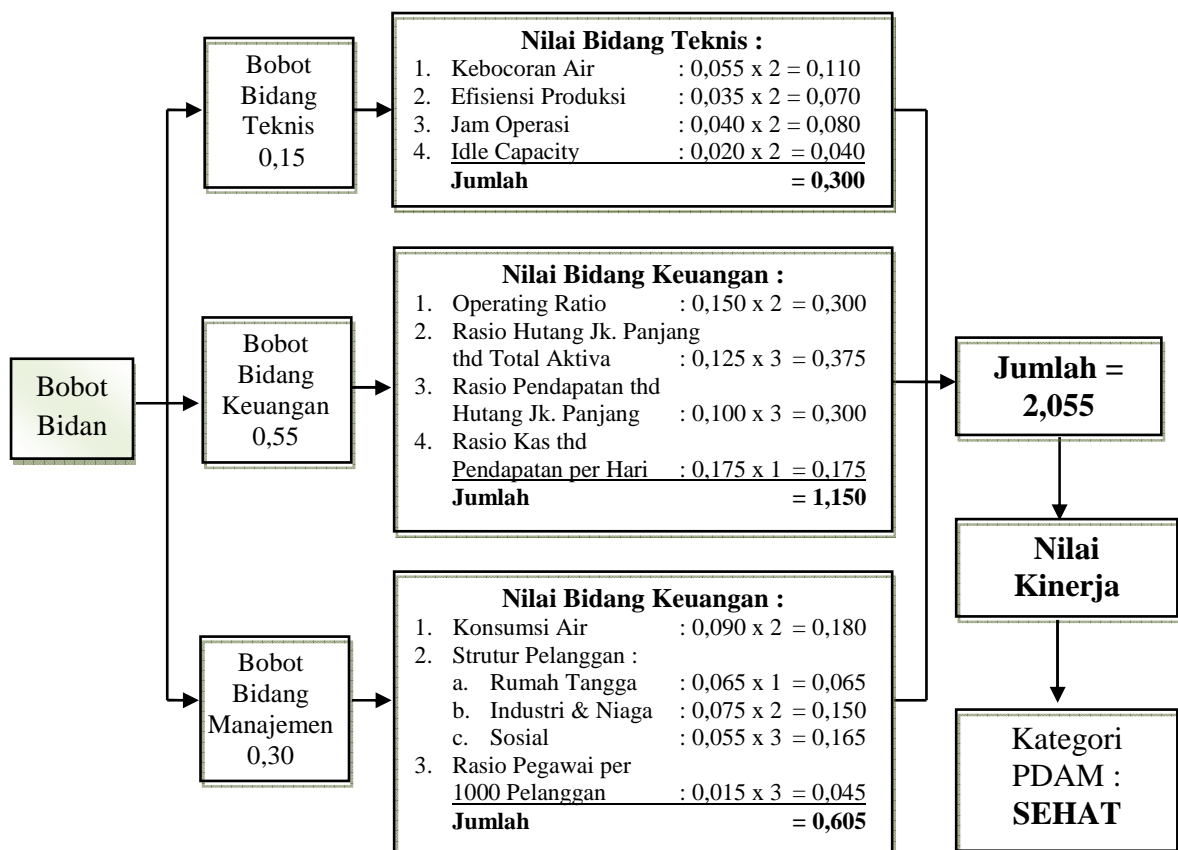 Bobot
Bidan
Bobot
Bidang
Teknis
0,15
Nilai Bidang Teknis :
1. Kebocoran Air : 0,055 x 2 = 0,110
2. Efisiensi Produksi : 0,035 x 2 = 0,070
3. Jam Operasi : 0,040 x 2 = 0,080
4. Idle Capacity : 0,020 x 2 = 0,040
Jumlah = 0,300
Bobot
Bidang
Keuangan
0,55
Nilai Bidang Keuangan :
1. Operating Ratio : 0,150 x 2 = 0,300
2. Rasio Hutang Jk. Panjang
thd Total Aktiva : 0,125 x 3 = 0,375
3. Rasio Pendapatan thd
Hutang Jk. Panjang : 0,100 x 3 = 0,300
4. Rasio Kas thd
Pendapatan per Hari : 0,175 x 1 = 0,175
Jumlah = 1,150
Bobot
Bidang
Manajemen
0,30
Nilai Bidang Keuangan :
1. Konsumsi Air : 0,090 x 2 = 0,180
2. Strutur Pelanggan :
a. Rumah Tangga : 0,065 x 1 = 0,065
b. Industri & Niaga : 0,075 x 2 = 0,150
c. Sosial : 0,055 x 3 = 0,165
3. Rasio Pegawai per
1000 Pelanggan : 0,015 x 3 = 0,045
Jumlah = 0,605
Jumlah =
2,055
Nilai
Kinerja
Kategori
PDAM :
SEHAT